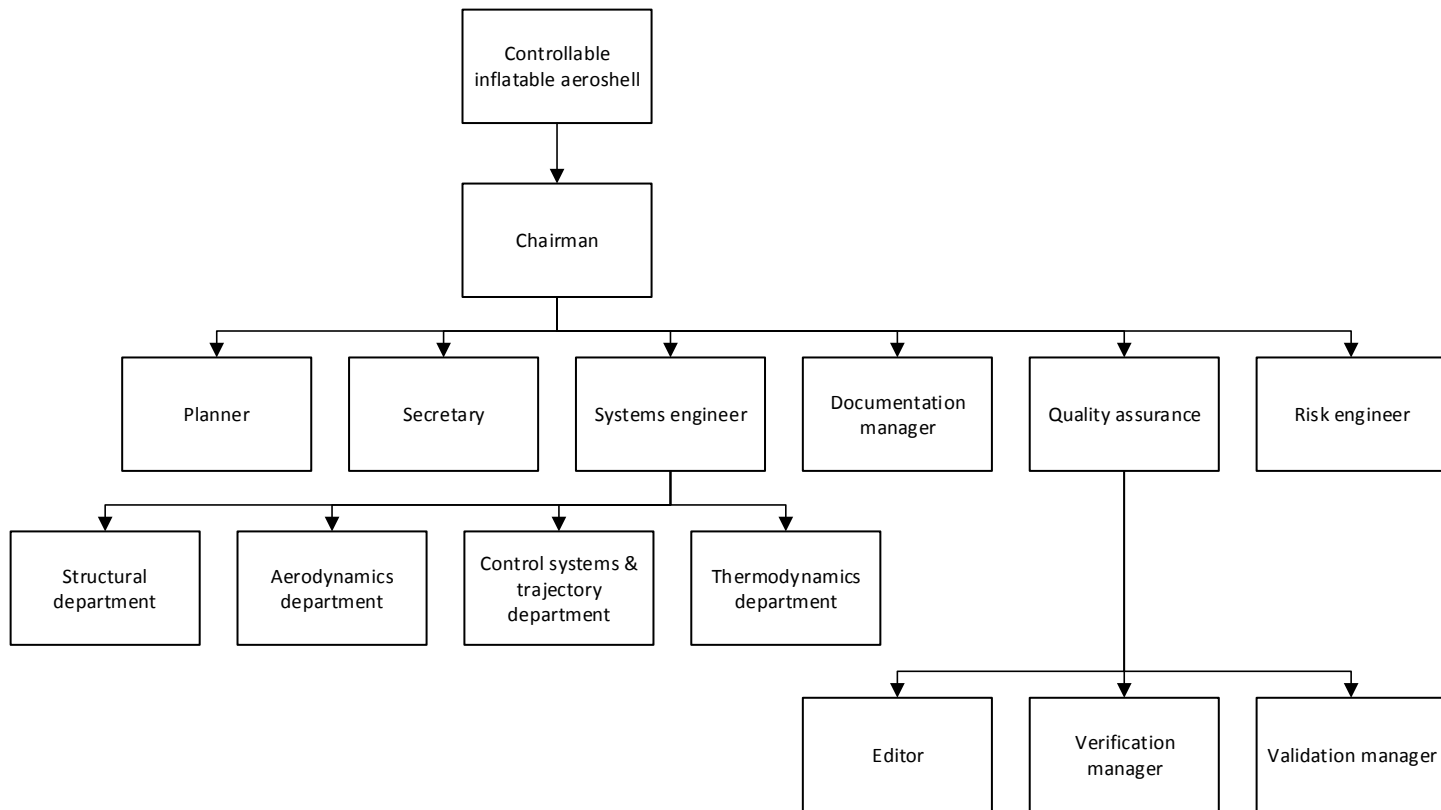 Controllable
inflatable aeroshell
Chairman
Planner
Secretary
Systems engineer
Documentation
manager
Quality assurance
Risk engineer
Structural
department
Aerodynamics
department
Control systems &
trajectory
department
Thermodynamics
department
Editor
Verification
manager
Validation manager